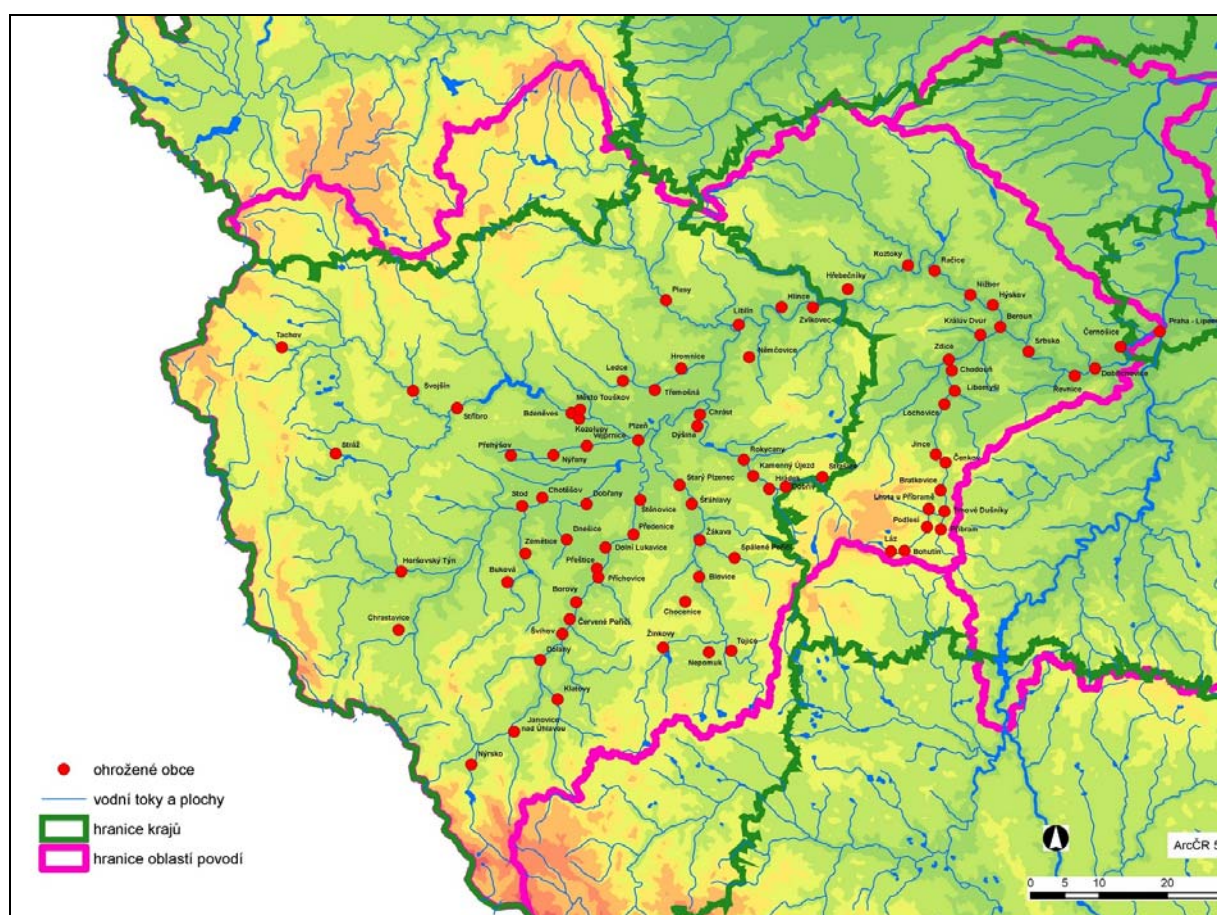 Koztoky
Račice
Hřebečníky
Nižbor
Hýskov
Plasy
Hlince
Zvíkovec
Liblín
Králův Dvůr
Beroun
Praha - Lipence
Černošice
Tachov
Zdice
Srbsko
Němčovice
Hromnice
Chodouň
Dobřichovice
Řevnice
Ledce
Třemošná
Svojšín
Libomyšl
Lochovice
Město Touškov
Bdeněves
Stříbro
Kozolupy
Chrást
Dýšina
Plzeň
Vejprnice
Stráž
Přehýšov
Nýřany
Jince
Čenkov
Rokycany
Kamenný Újezd
Hrádek
Dobřív
Strašice
Starý Plzenec
Bratkovice
Stod
Chotěšov
Dobřany
Štěnovice
Šťáhlavy
Lhota u Příbramě
Trhové Dušníky
Podlesí
Příbram
Dnešice
Předenice
Zemětice
Dolní Lukavice
Žákava
Spálené Poříčí
Láz
Bohutín
Horšovský Týn
Buková
Přeštice
Příchovice
Blovice
Borovy
Chocenice
Chrastavice
Červené Poříčí
Švihov
Žinkovy
Tojice
Dolany
Nepomuk
Klatovy
Janovice
nad Úhlavou
Nýrsko
ohrožené obce
vodní toky a plochy
hranice krajů
hranice oblastí povodí
ArcČR 5
0 5 10 20